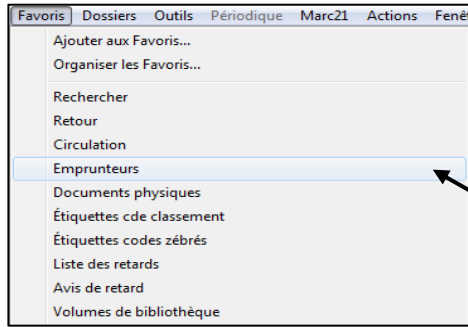 Favoris Dossiers Outils Périodique Marc21 Actions Fenê
Ajouter aux Favoris...
Organiser les Favoris...
Rechercher
Retour
Circulation
Emprunteurs
Documents physiques
Étiquettes cde classement
Étiquettes codes zébrés
Liste des retards
Avis de retard
Volumes de bibliothèque